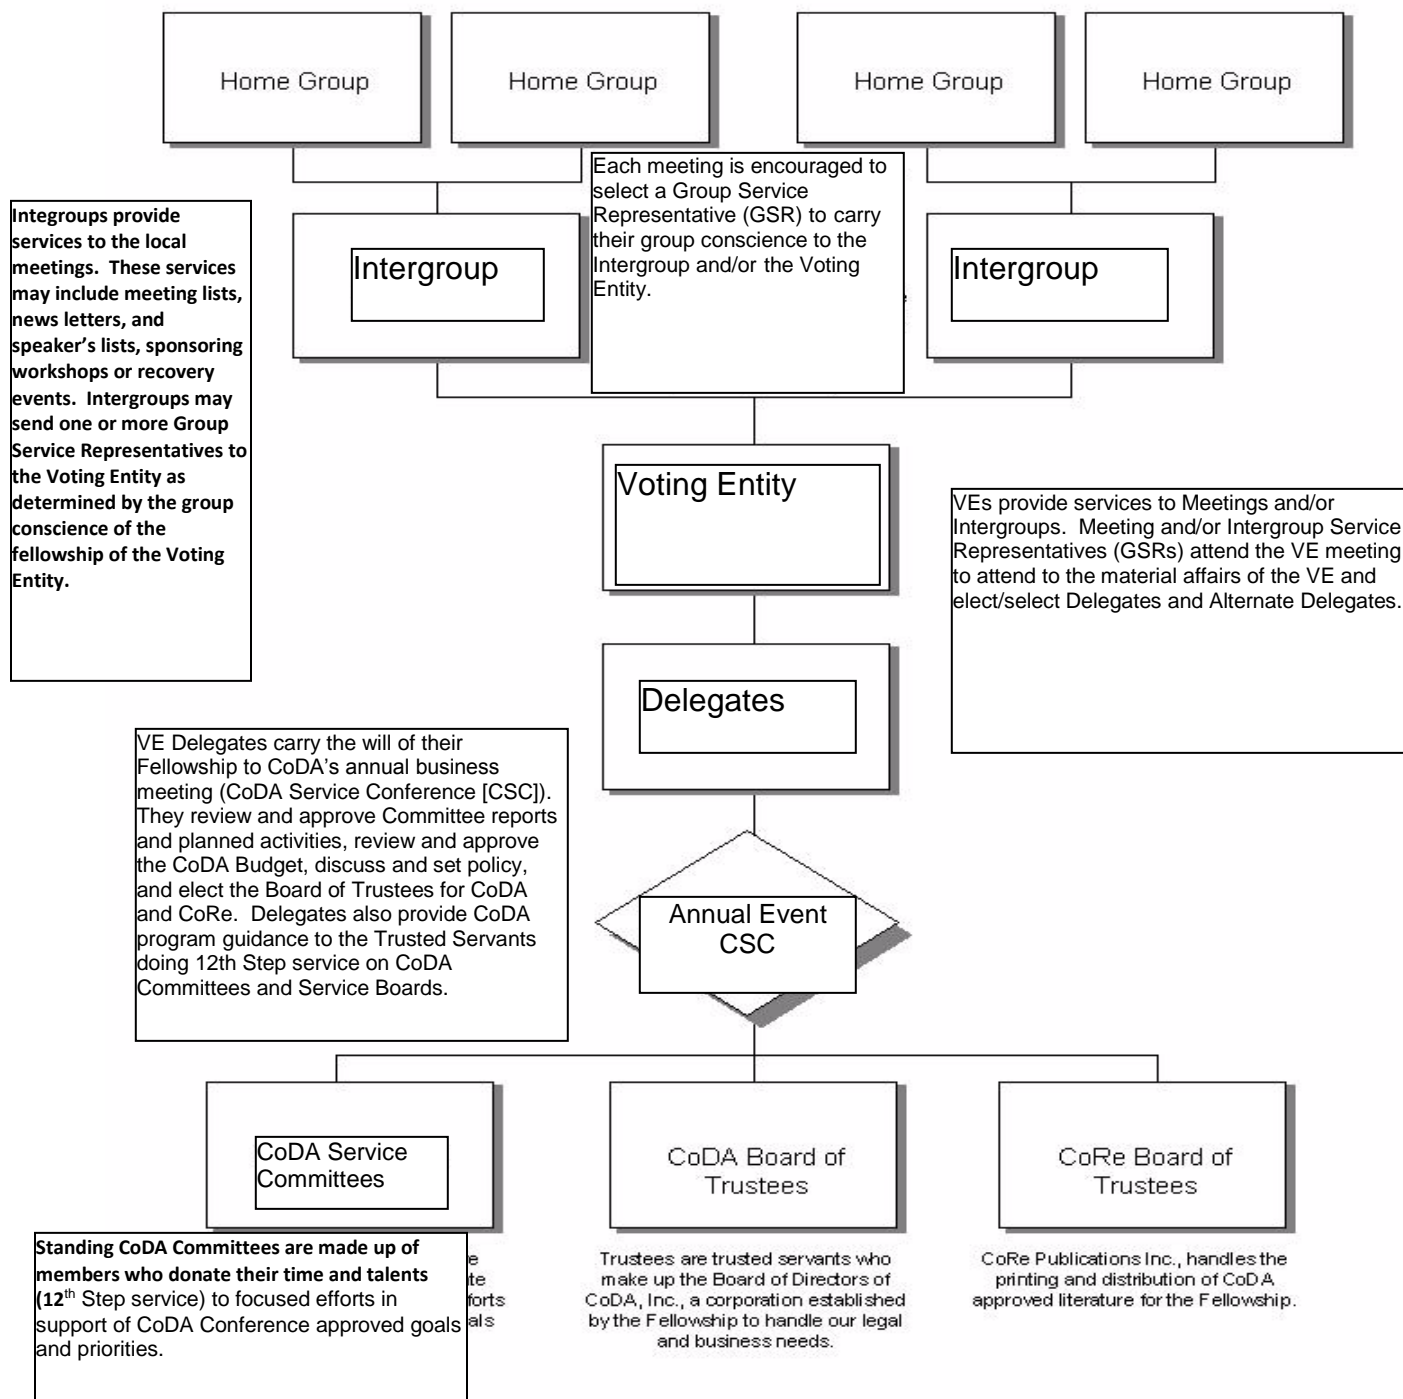 Home Group
Home Group
Home Group
Home Group
Each meeting is encouraged to
select a Group Service
Representative (GSR) to carry
their group conscience to the
Intergroup and/or the Voting
Entity.
Integroups provide
services to the local
meetings.  These services
may include meeting lists,
news letters, and
speaker’s lists, sponsoring
workshops or recovery
events.  Intergroups may
send one or more Group
Service Representatives to
the Voting Entity as
determined by the group
conscience of the
fellowship of the Voting
Entity.
Intergroup
Intergroup
Voting Entity
VEs provide services to Meetings and/or
Intergroups.  Meeting and/or Intergroup Service
Representatives (GSRs) attend the VE meeting
to attend to the material affairs of the VE and
elect/select Delegates and Alternate Delegates.
Delegates
VE Delegates carry the will of their
Fellowship to CoDA’s annual business
meeting (CoDA Service Conference [CSC]).
They review and approve Committee reports
and planned activities, review and approve
the CoDA Budget, discuss and set policy,
and elect the Board of Trustees for CoDA
and CoRe.  Delegates also provide CoDA
program guidance to the Trusted Servants
doing 12th Step service on CoDA
Committees and Service Boards.
Annual Event
CSC
CoDA Service
Committees
CoDA Board of
Trustees
CoRe Board of
Trustees
Standing CoDA Committees are made up of
members who donate their time and talents
(12th Step service) to focused efforts in
support of CoDA Conference approved goals
and priorities.
Trustees are trusted servants who
make up the Board of Directors of
CoDA, Inc., a corporation established
by the Fellowship to handle our legal
and business needs.
CoRe Publications Inc., handles the
printing and distribution of CoDA
approved literature for the Fellowship.